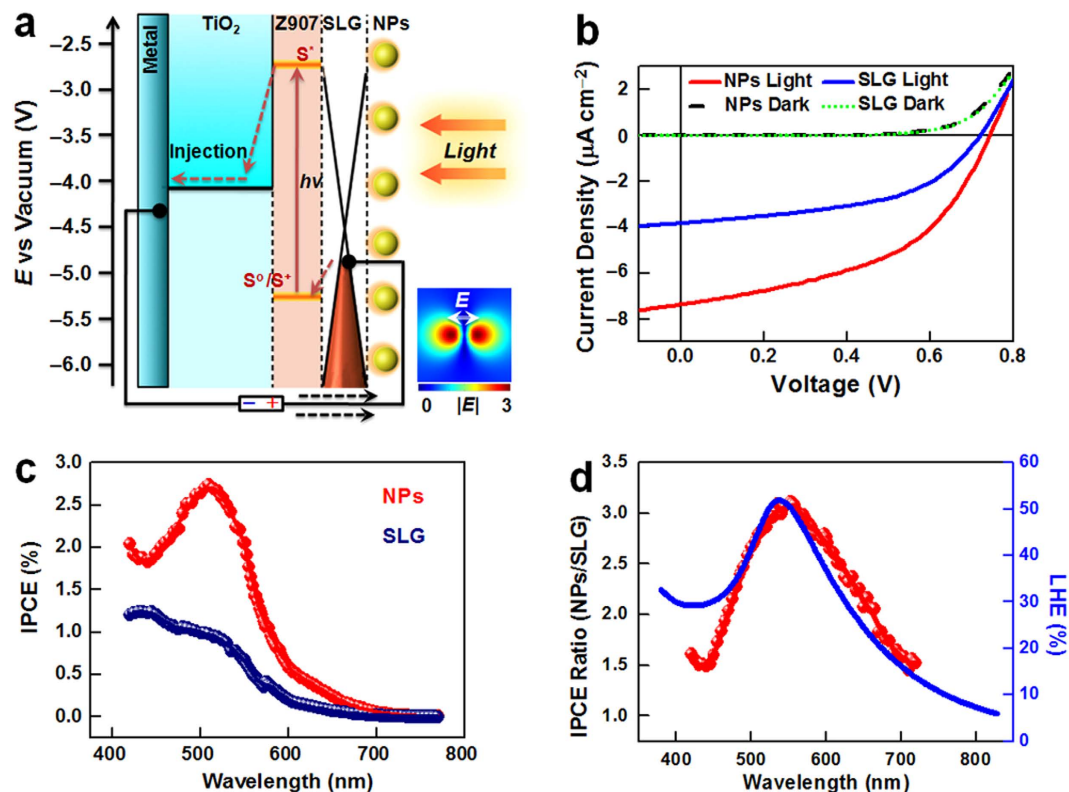 a
TiO₂ Z907 SLG NPs
E vs Vacuum (V)
−2.5
−3.0
−3.5
−4.0
−4.5
−5.0
−5.5
−6.0
Metal
S*
Injection
hν
S⁰/S⁺
Light
E
0 |E| 3
− +
b
NPs Light SLG Light
NPs Dark SLG Dark
Current Density (μA cm⁻²)
2
0
−2
−4
−6
−8
0.0 0.2 0.4 0.6 0.8
Voltage (V)
c
IPCE (%)
3.0
2.5
2.0
1.5
1.0
0.5
0.0
NPs
SLG
400 500 600 700 800
Wavelength (nm)
d
IPCE Ratio (NPs/SLG)
3.5
3.0
2.5
2.0
1.5
1.0
60
50
40
30
20
10
0
LHE (%)
400 500 600 700 800
Wavelength (nm)